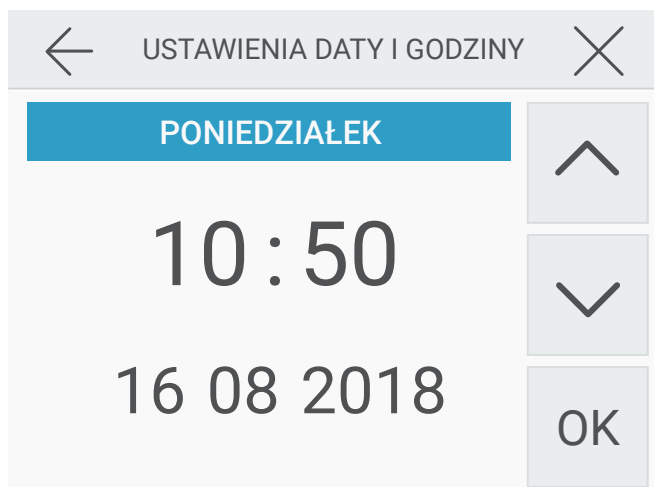 USTAWIENIA DATY I GODZINY
PONIEDZIAŁEK
10:50
16 08 2018
OK